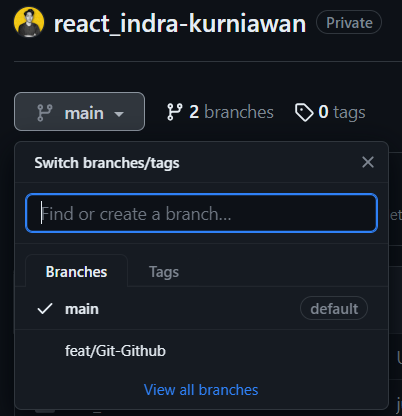 react_indra-kurniawan Private
main 2 branches 0 tags
Switch branches/tags
Find or create a branch...
Branches Tags
main default
feat/Git-Github
View all branches